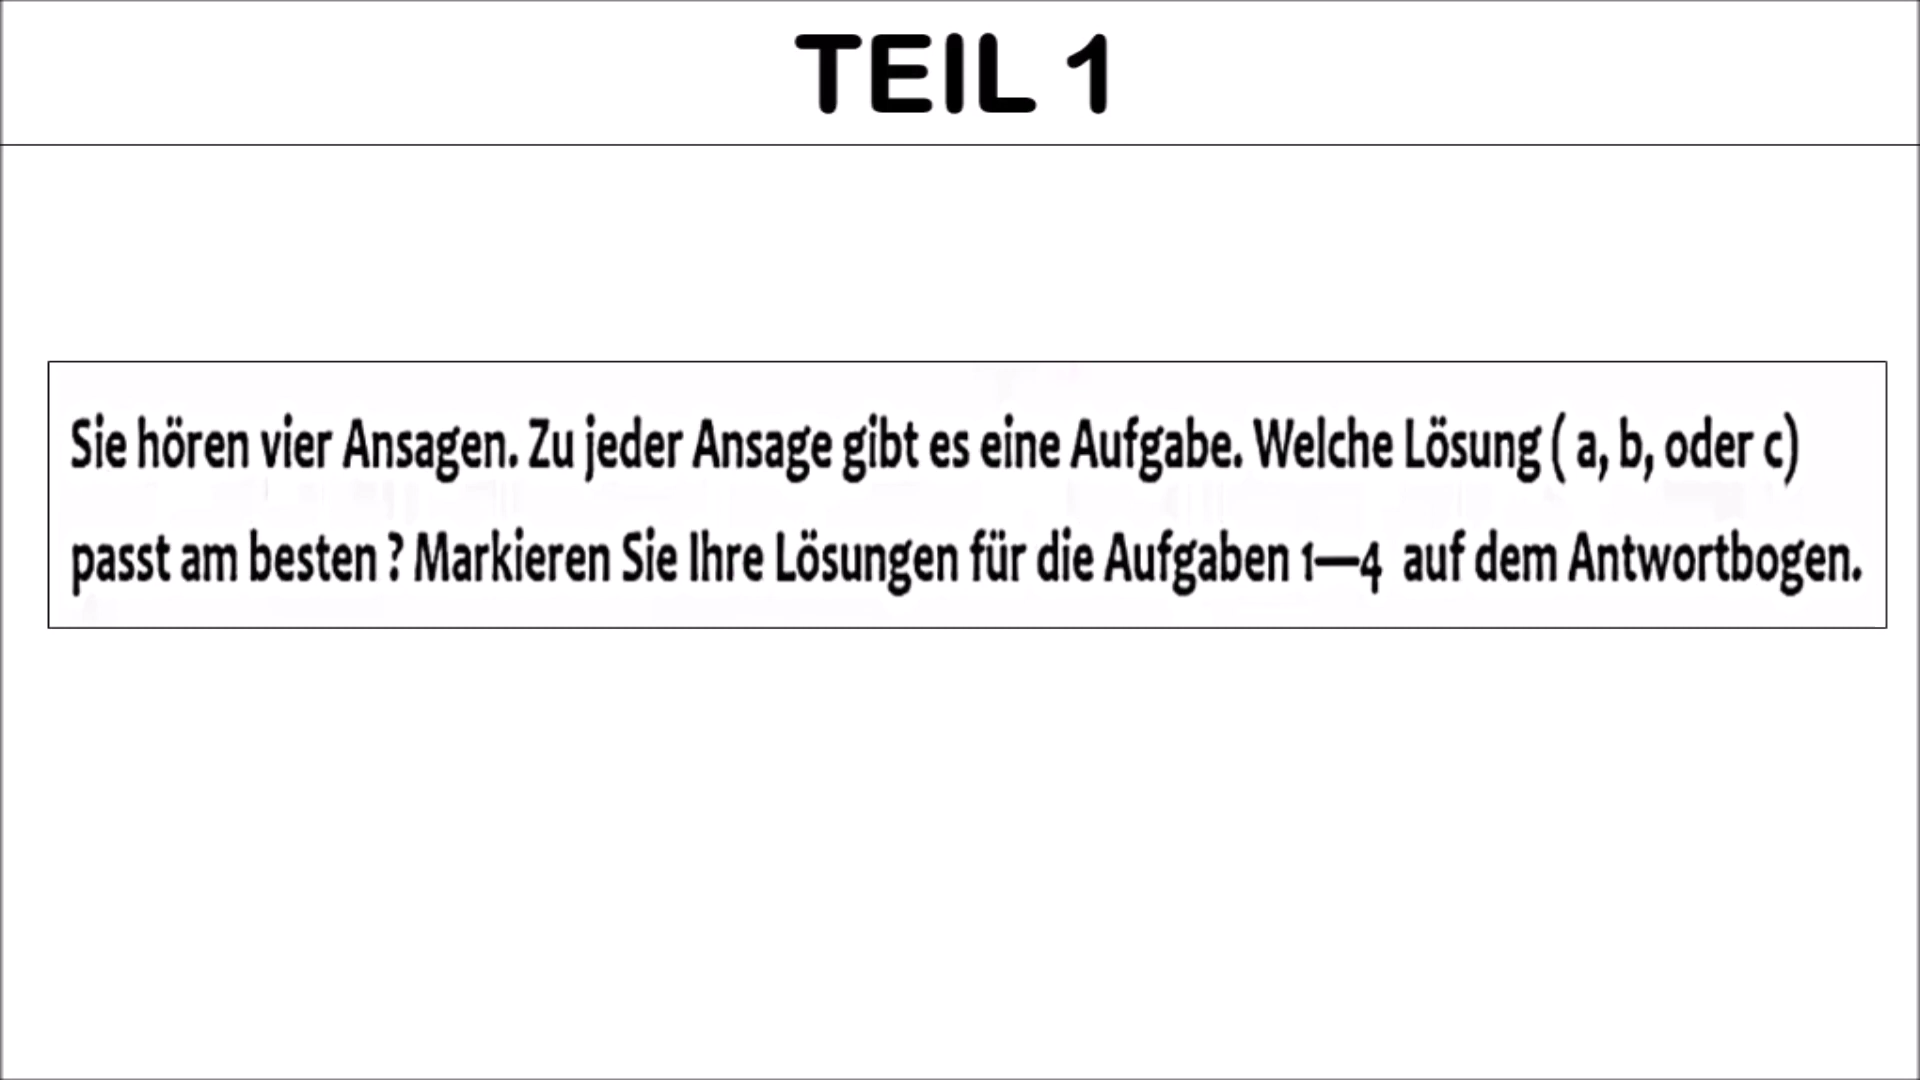 TEIL 1
Sie hören vier Ansagen. Zu jeder Ansage gibt es eine Aufgabe. Welche Lösung ( a, b, oder c)
passt am besten ? Markieren Sie Ihre Lösungen für die Aufgaben 1—4 auf dem Antwortbogen.